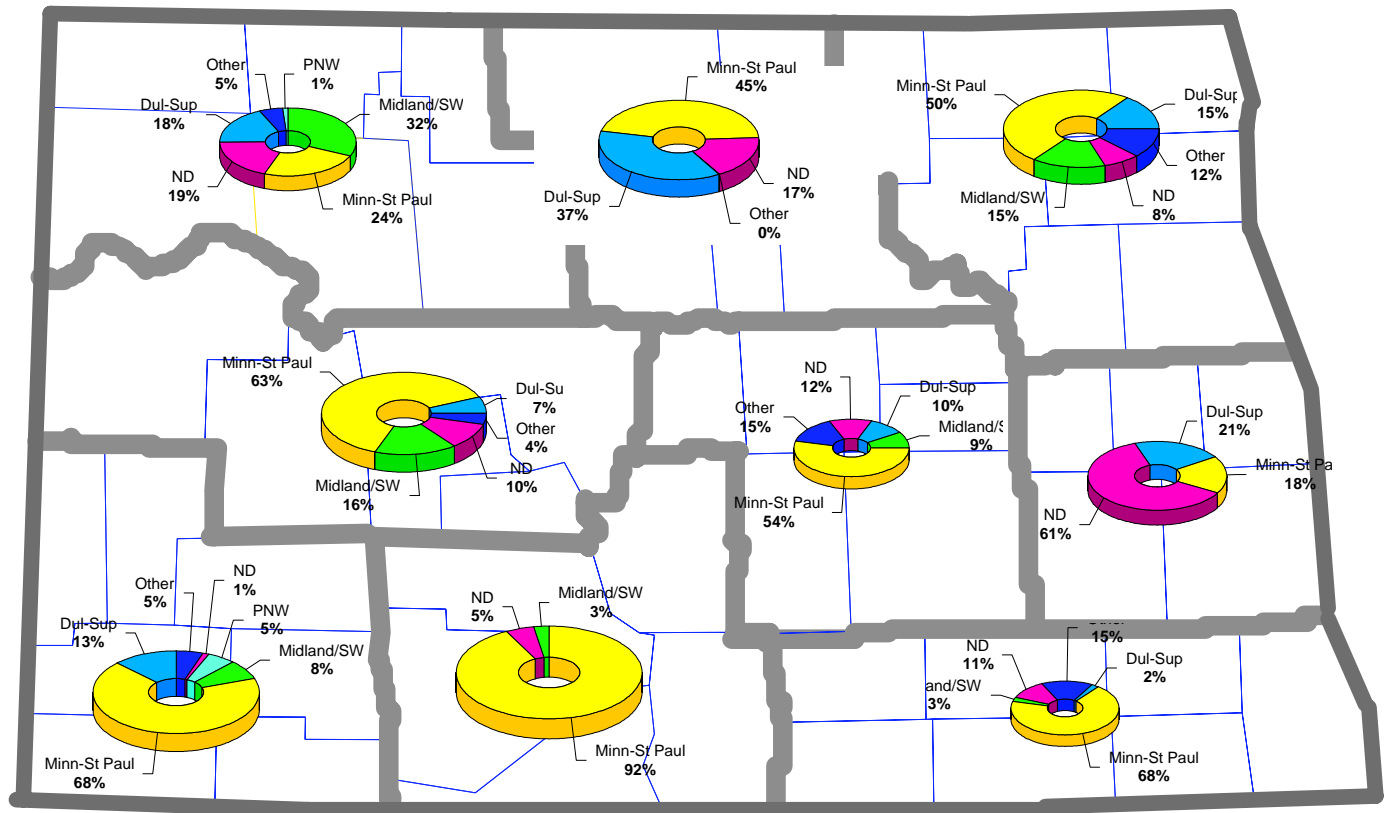 Other
5%
PNW
1%
Dul-Sup
18%
Midland/SW
32%
ND
19%
Minn-St Paul
24%
Minn-St Paul
45%
Dul-Sup
37%
ND
17%
Other
0%
Minn-St Paul
50%
Dul-Sup
15%
Other
12%
Midland/SW
15%
ND
8%
Minn-St Paul
63%
Dul-Su
7%
Other
4%
Midland/SW
16%
ND
10%
ND
12%
Dul-Sup
10%
Other
15%
Midland/S
9%
Minn-St Paul
54%
Dul-Sup
21%
Minn-St Pa
18%
ND
61%
Other
5%
ND
1%
PNW
5%
Dul-Sup
13%
Midland/SW
8%
Minn-St Paul
68%
ND
5%
Midland/SW
3%
Minn-St Paul
92%
15%
ND
11%
Dul-Sup
2%
and/SW
3%
Minn-St Paul
68%